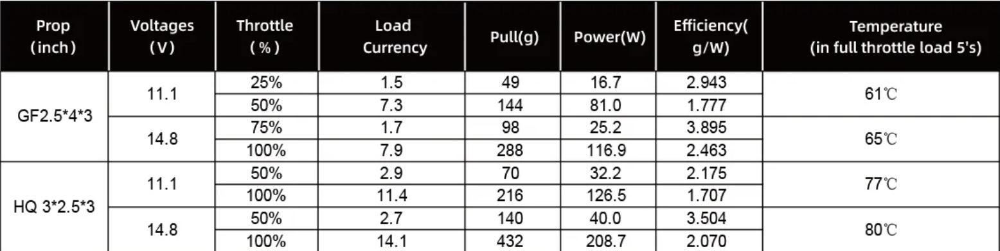 Prop (inch) Voltages (V) Throttle (%) Load Currency Pull(g) Power(W) Efficiency( g/W) Temperature (in full throttle load 5's)
GF2.5*4*3 11.1 25% 1.5 49 16.7 2.943 61℃
50% 7.3 144 81.0 1.777
14.8 75% 1.7 98 25.2 3.895 65℃
100% 7.9 288 116.9 2.463
HQ 3*2.5*3 11.1 50% 2.9 70 32.2 2.175 77℃
100% 11.4 216 126.5 1.707
14.8 50% 2.7 140 40.0 3.504 80℃
100% 14.1 432 208.7 2.070